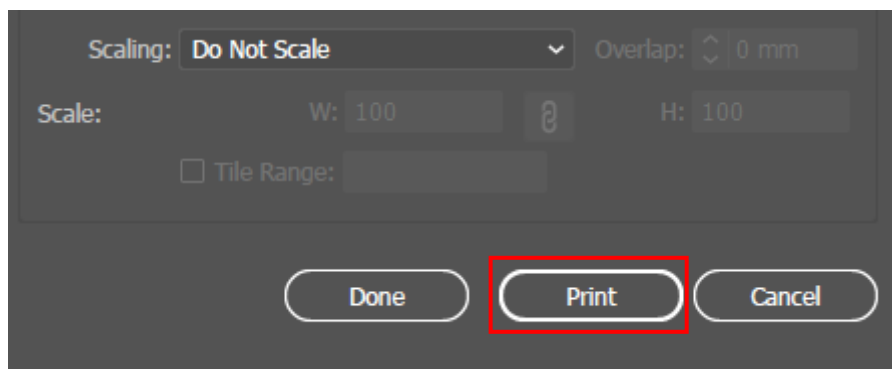 Scaling: Do Not Scale Overlap: 0 mm
Scale: W: 100 H: 100
Tile Range:
Done Print Cancel